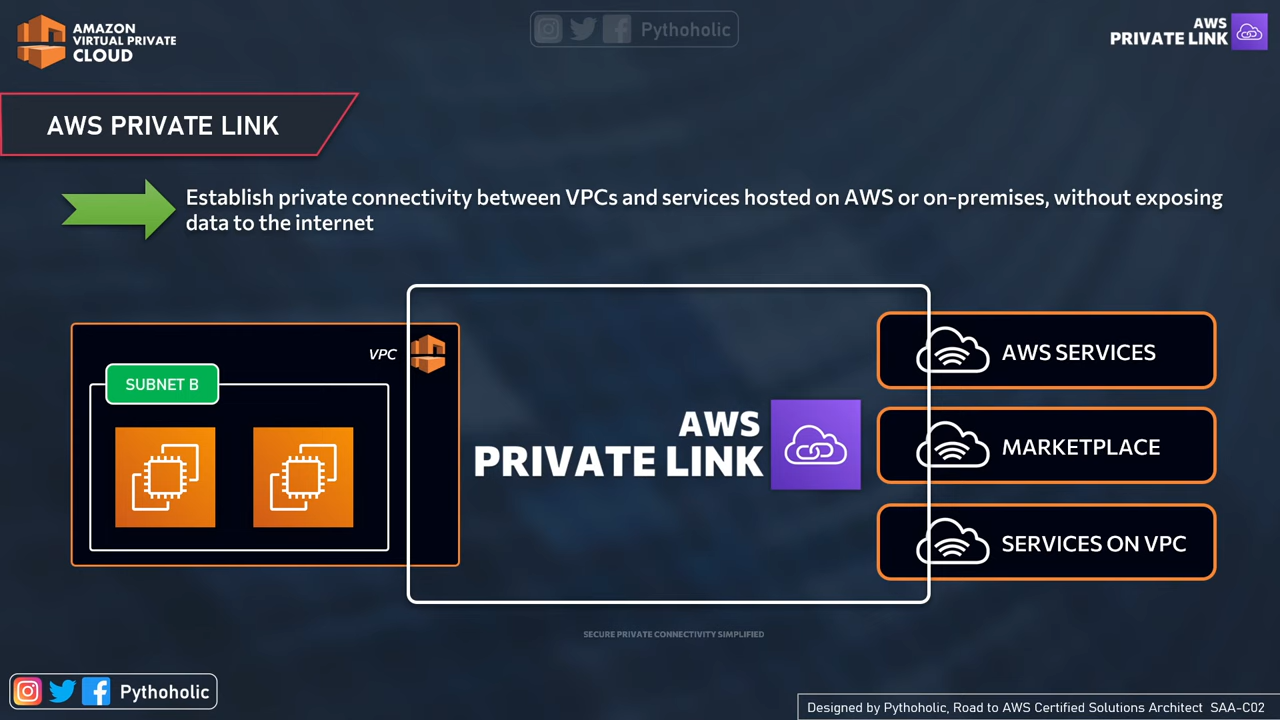 AMAZON
VIRTUAL PRIVATE
CLOUD
Pythoholic
AWS
PRIVATE LINK
AWS PRIVATE LINK
Establish private connectivity between VPCs and services hosted on AWS or on-premises, without exposing
data to the internet
VPC
SUBNET B
AWS
PRIVATE LINK
AWS SERVICES
MARKETPLACE
SERVICES ON VPC
SECURE PRIVATE CONNECTIVITY SIMPLIFIED
Pythoholic
Designed by Pythoholic, Road to AWS Certified Solutions Architect SAA-C02